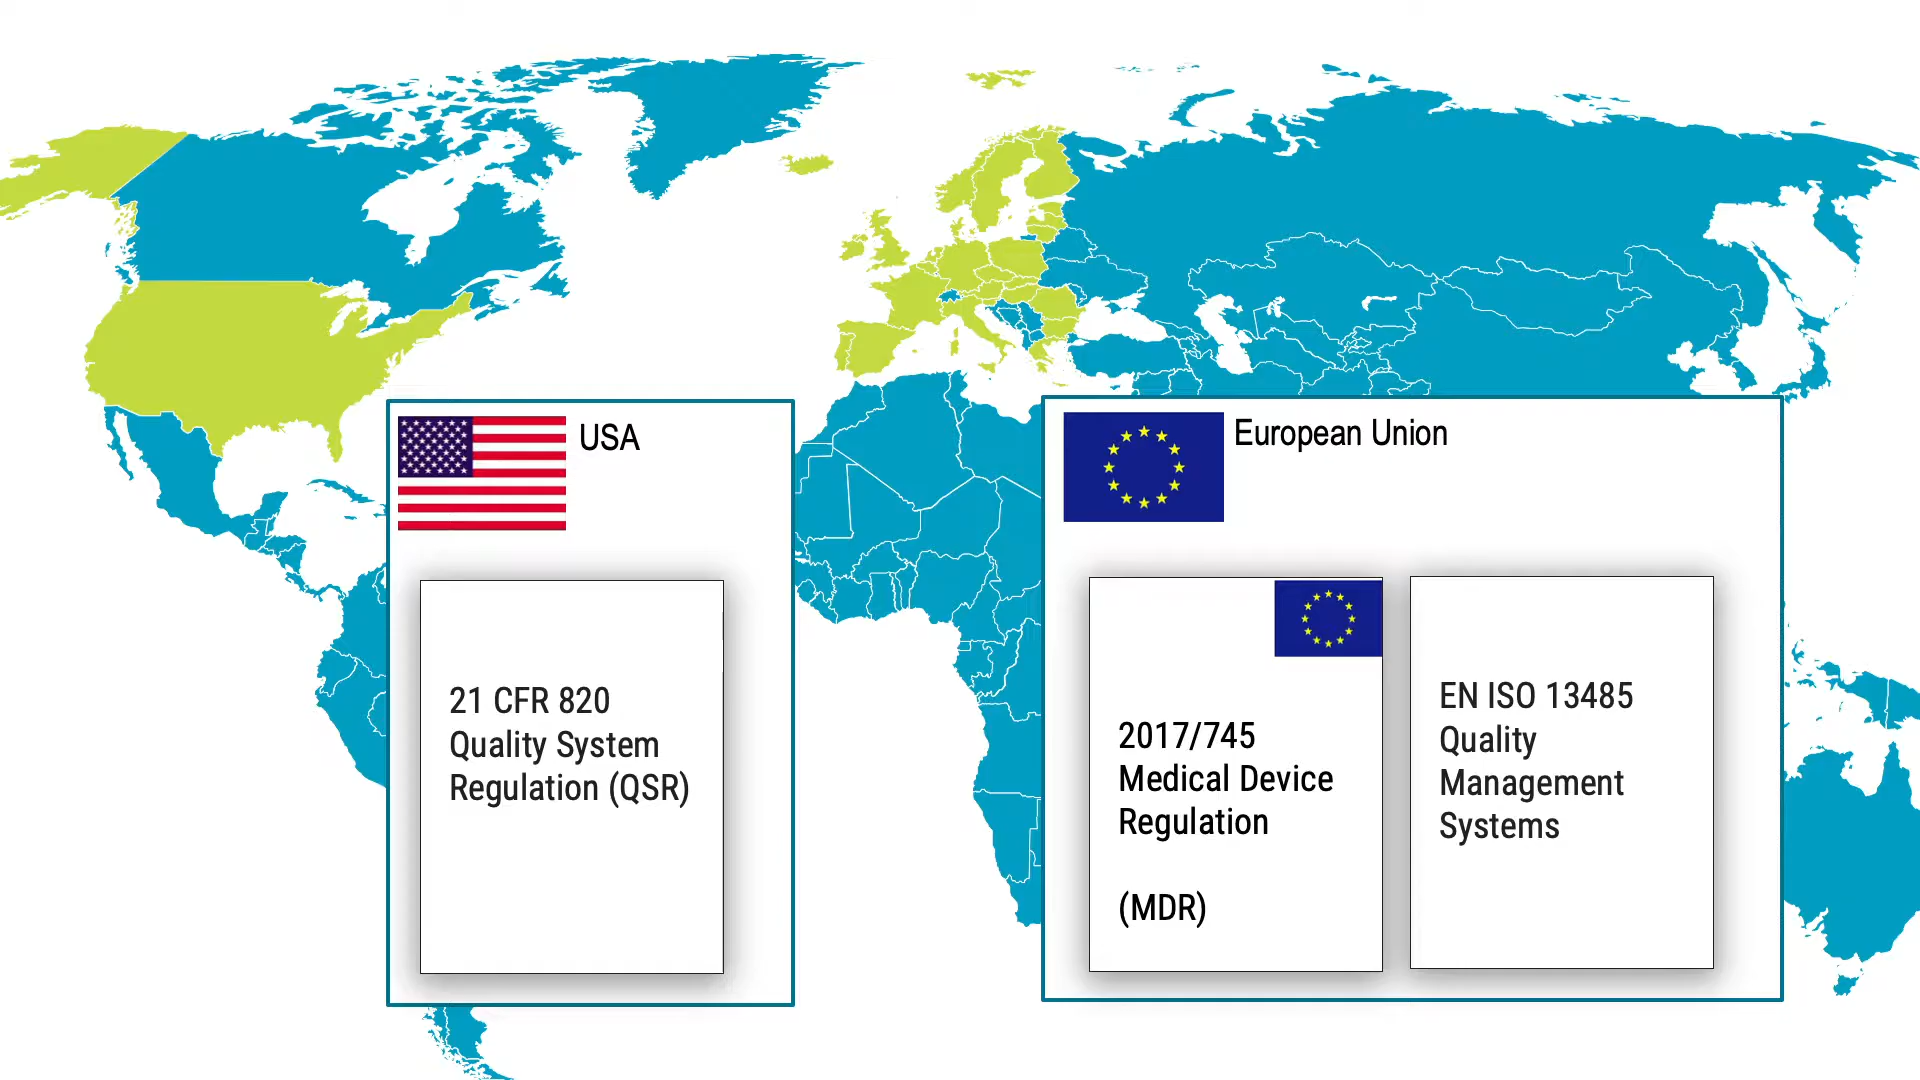 USA
21 CFR 820
Quality System
Regulation (QSR)
European Union
2017/745
Medical Device
Regulation
(MDR)
EN ISO 13485
Quality
Management
Systems